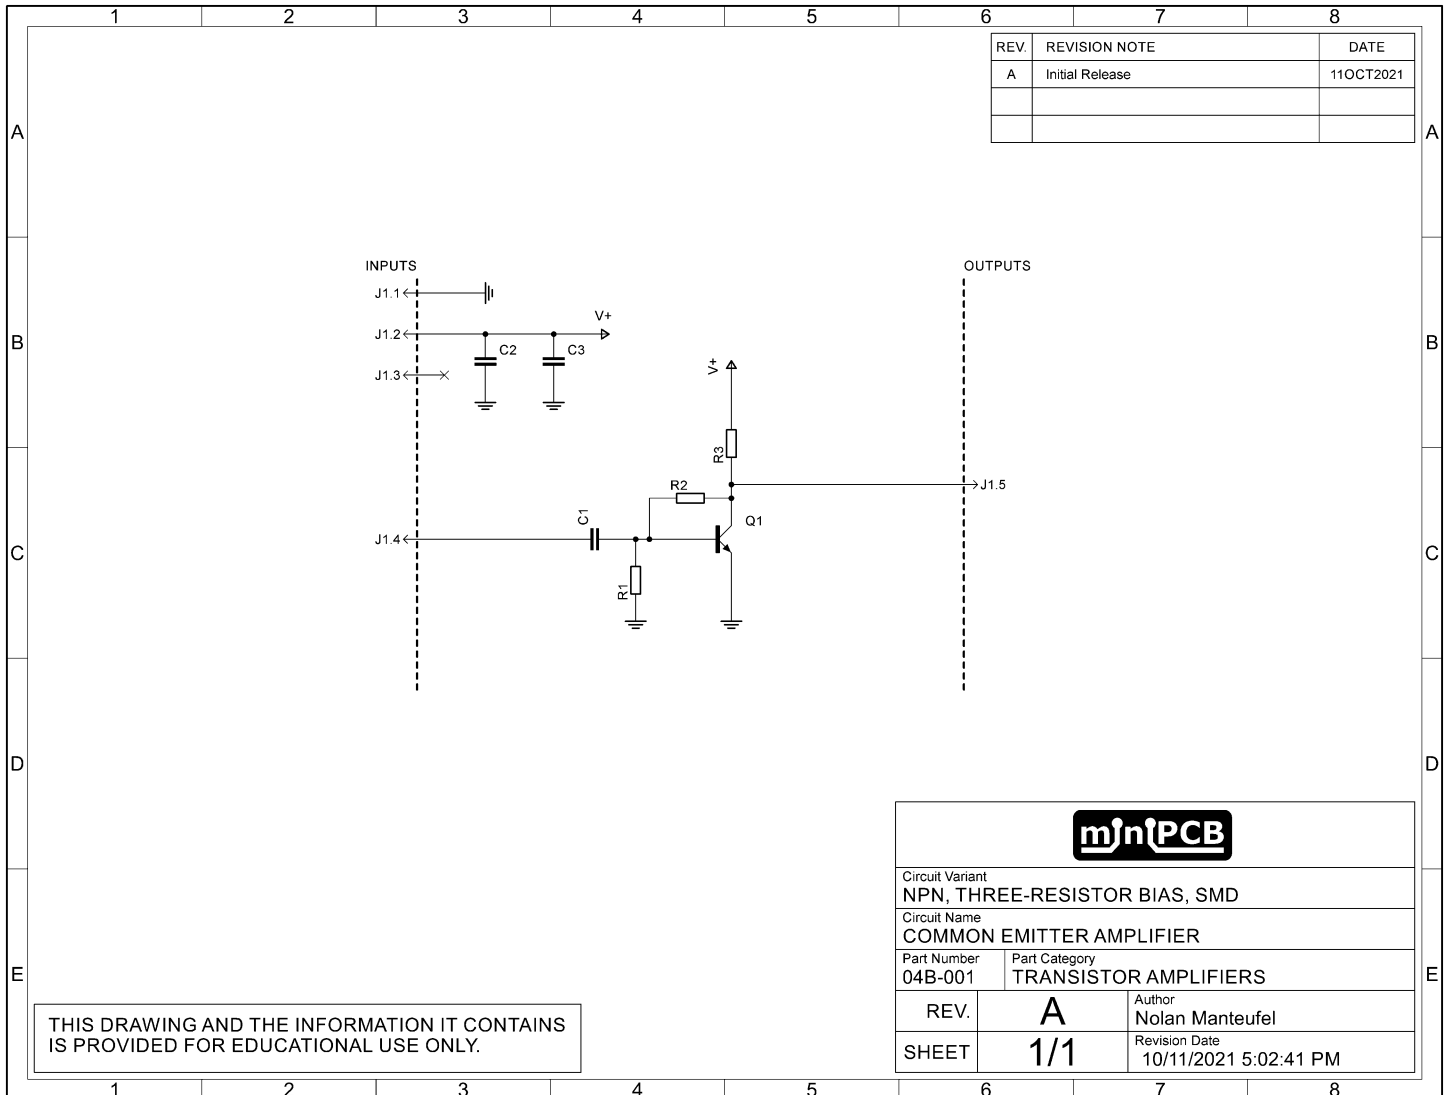 1 2 3 4 5 6 7 8
REV. REVISION NOTE DATE
A Initial Release 11OCT2021
A A
INPUTS OUTPUTS
J1.1
V+
J1.2
B B
C2 C3
J1.3
V+
R3
R2 J1.5
C1 Q1
J1.4
C C
R1
D D
miniPCB
Circuit Variant
NPN, THREE-RESISTOR BIAS, SMD
Circuit Name
COMMON EMITTER AMPLIFIER
Part Number Part Category
04B-001 TRANSISTOR AMPLIFIERS
E E
REV. A Author
Nolan Manteufel
THIS DRAWING AND THE INFORMATION IT CONTAINS
IS PROVIDED FOR EDUCATIONAL USE ONLY.
SHEET 1/1 Revision Date
10/11/2021 5:02:41 PM
1 2 3 4 5 6 7 8